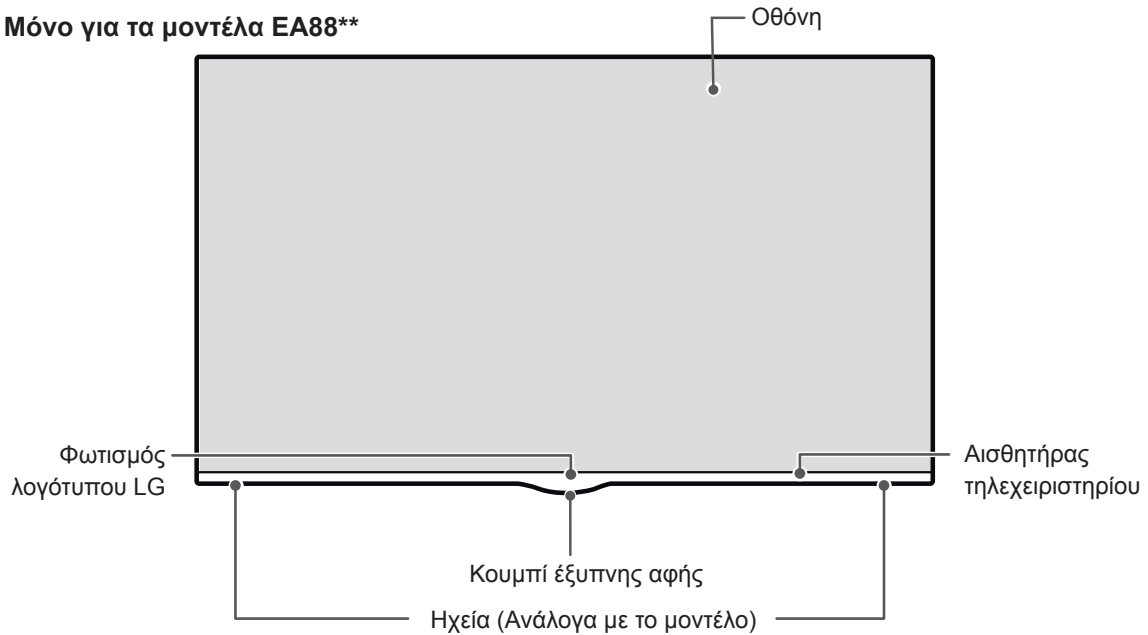 Μόνο για τα μοντέλα EA88**
Οθόνη
Φωτισμός
λογότυπου LG
Αισθητήρας
τηλεχειριστηρίου
Κουμπί έξυπνης αφής
Ηχεία (Ανάλογα με το μοντέλο)